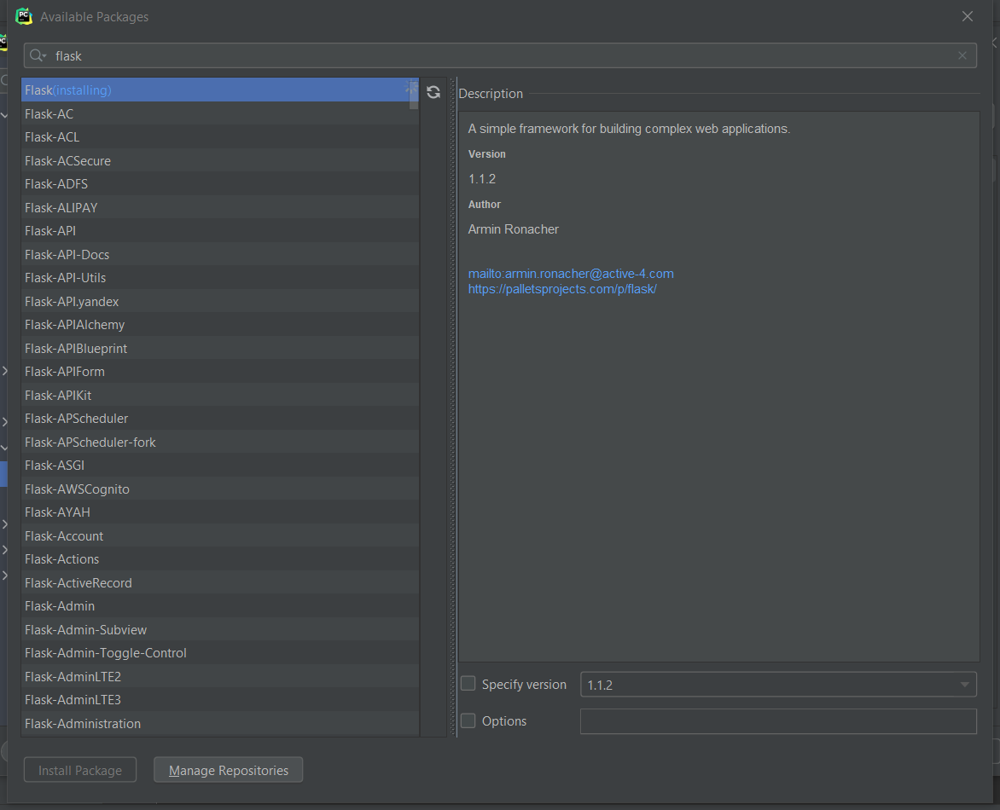 Available Packages
flask
Flask(installing)
Flask-AC
Flask-ACL
Flask-ACSecure
Flask-ADFS
Flask-ALIPAY
Flask-API
Flask-API-Docs
Flask-API-Utils
Flask-API.yandex
Flask-APIAlchemy
Flask-APIBlueprint
Flask-APIForm
Flask-APIKit
Flask-APScheduler
Flask-APScheduler-fork
Flask-ASGI
Flask-AWSCognito
Flask-AYAH
Flask-Account
Flask-Actions
Flask-ActiveRecord
Flask-Admin
Flask-Admin-Subview
Flask-Admin-Toggle-Control
Flask-AdminLTE2
Flask-AdminLTE3
Flask-Administration
Description
A simple framework for building complex web applications.
Version
1.1.2
Author
Armin Ronacher
mailto:armin.ronacher@active-4.com
https://palletsprojects.com/p/flask/
Specify version
1.1.2
Options
Install Package
Manage Repositories